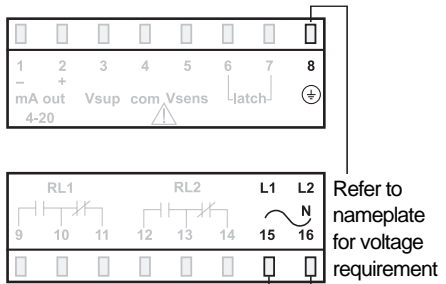 1 2 3 4 5 6 7 8
– +
mA out Vsup com Vsens latch
4-20
RL1 RL2 L1 L2
N
9 10 11 12 13 14 15 16
Refer to
nameplate
for voltage
requirement